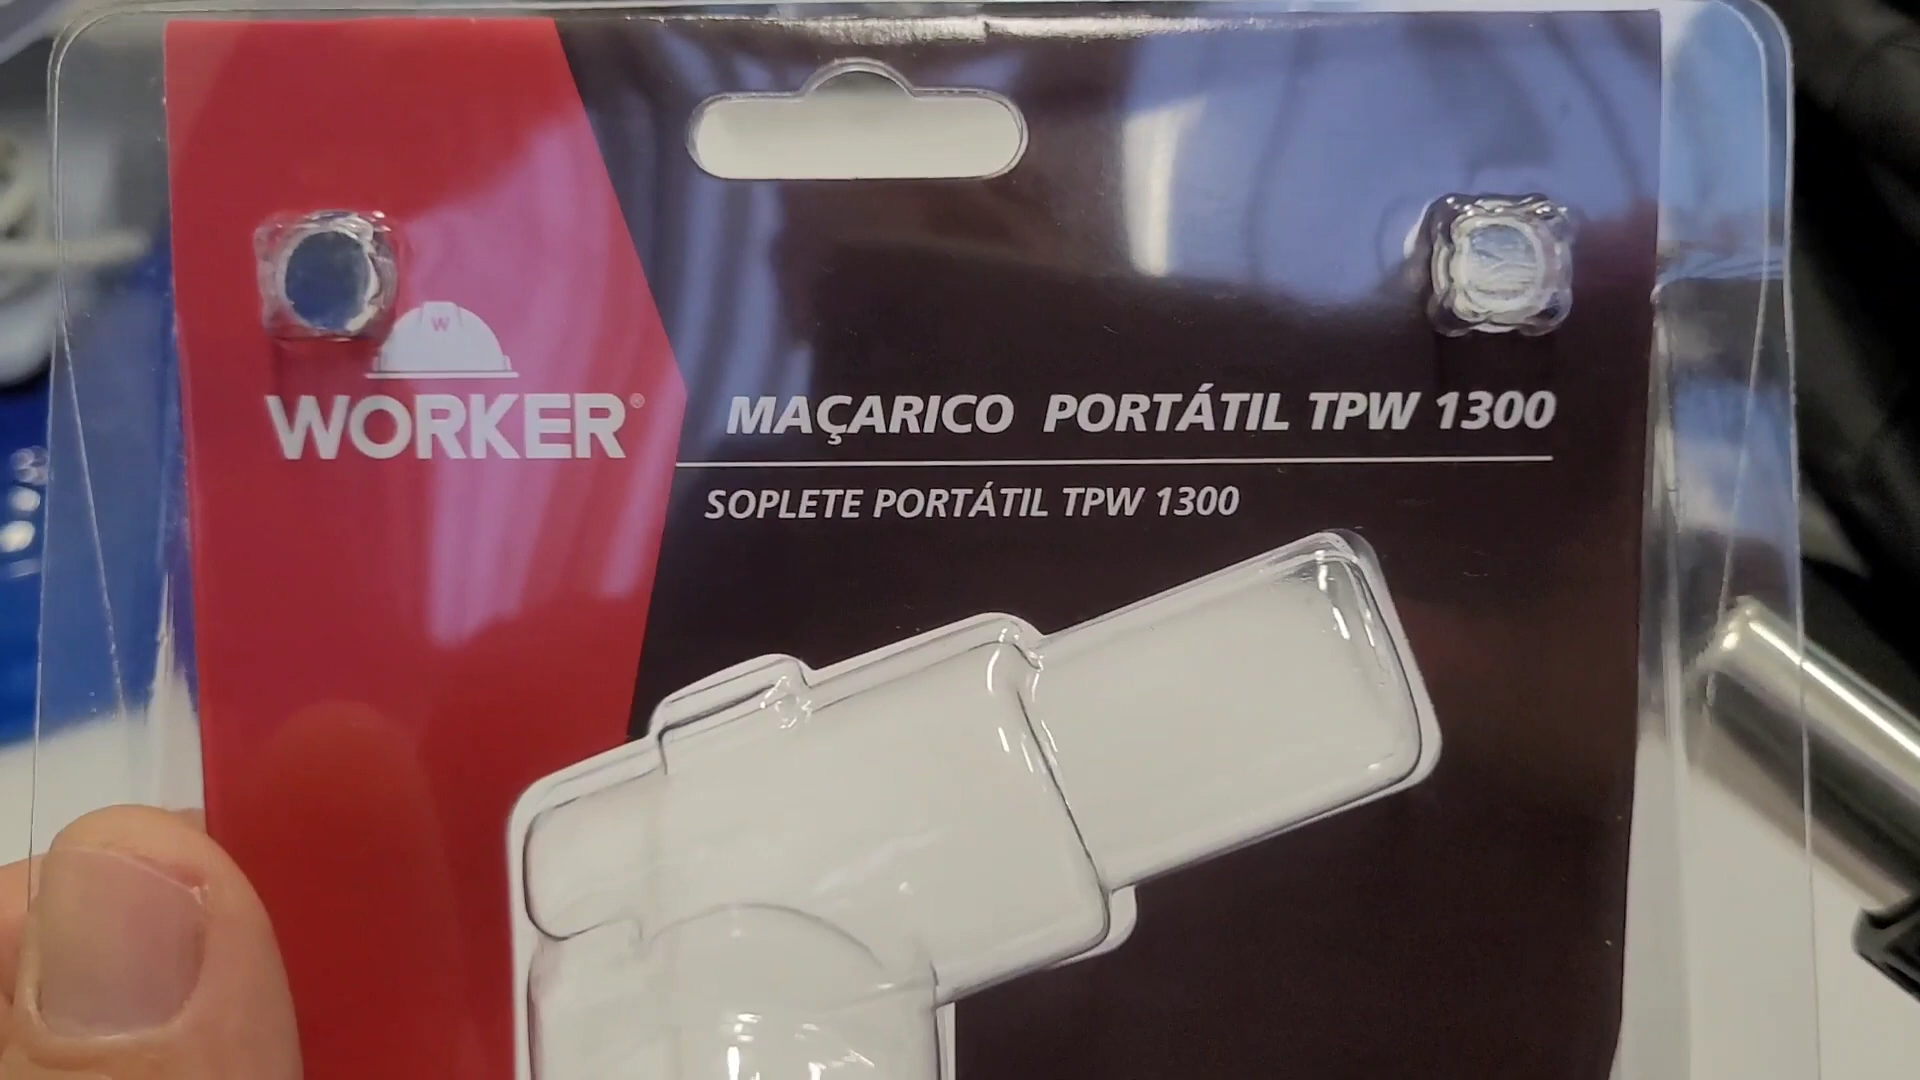 W
WORKER®
MAÇARICO PORTÁTIL TPW 1300
SOPLETE PORTÁTIL TPW 1300